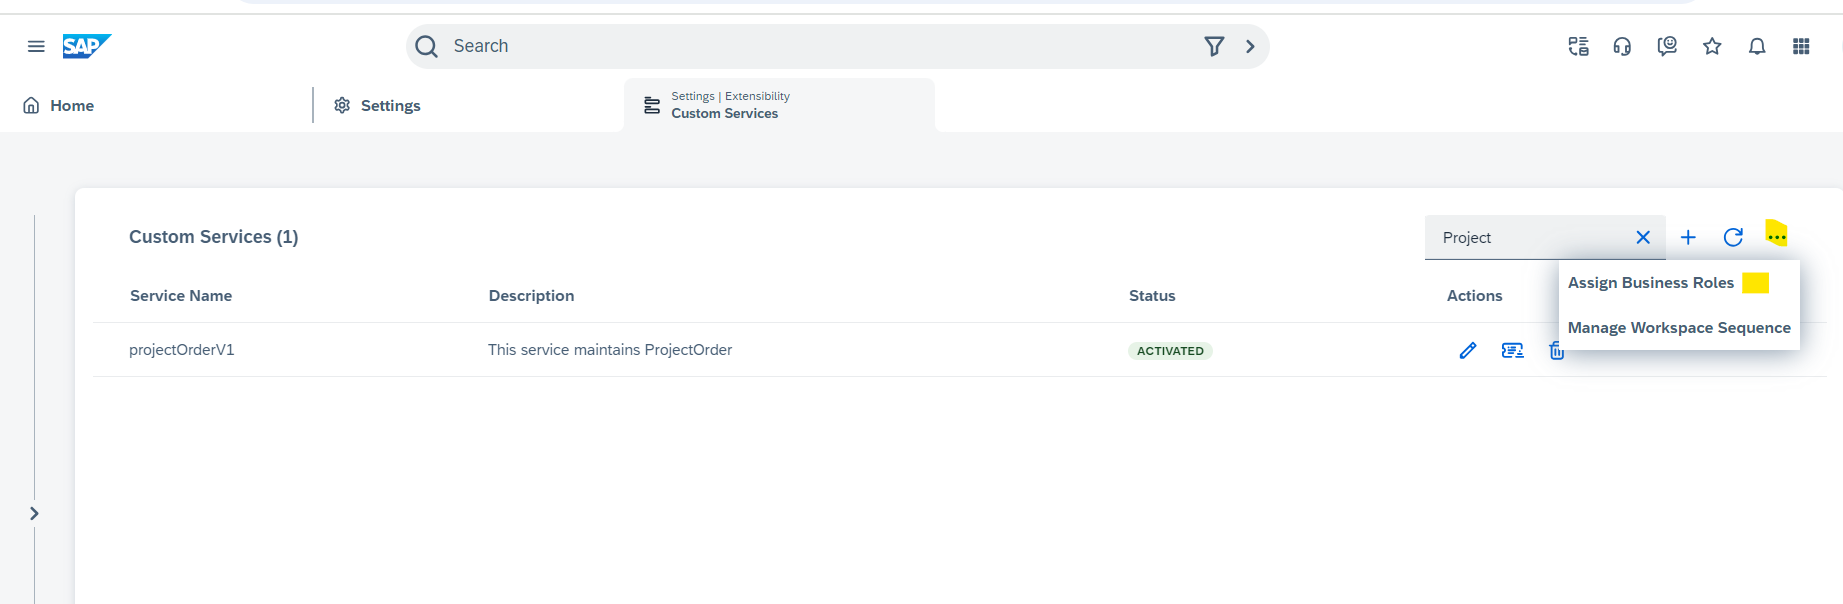 SAP
Search
Home
Settings
Settings | Extensibility
Custom Services
Custom Services (1)
Project
Assign Business Roles
Manage Workspace Sequence
Service Name Description Status Actions
projectOrderV1 This service maintains ProjectOrder ACTIVATED